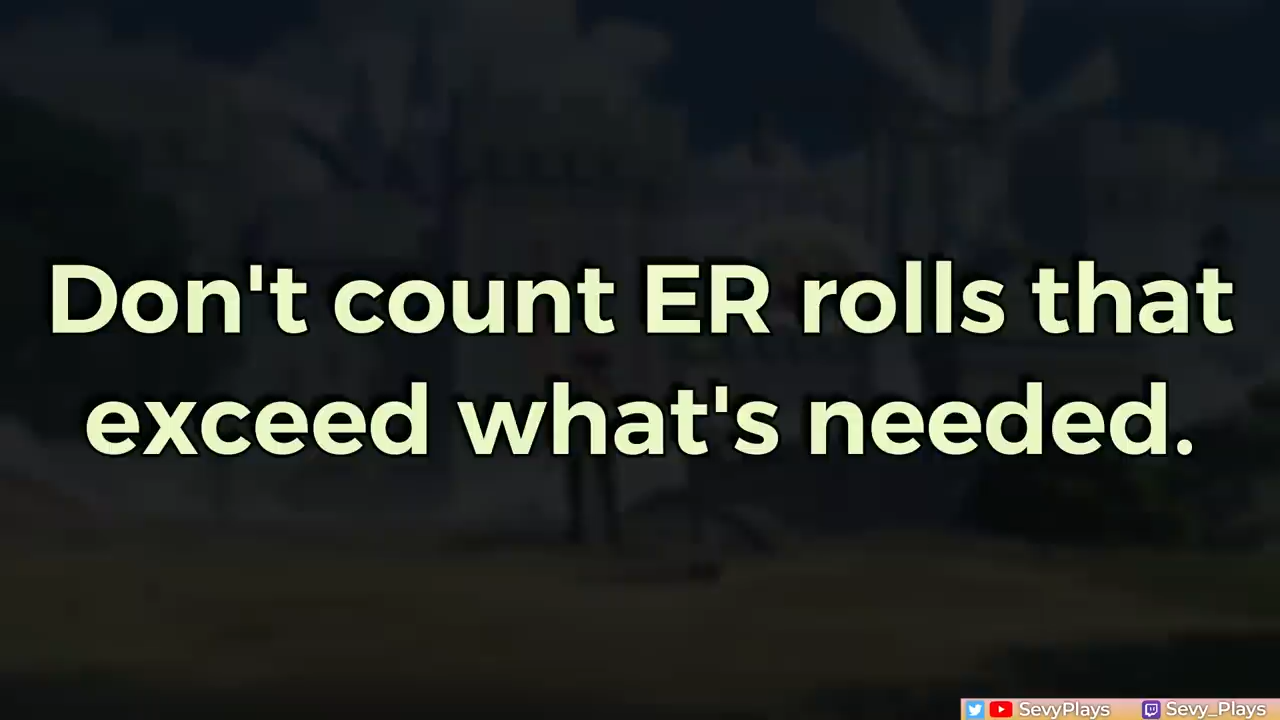 Don't count ER rolls that
exceed what's needed.
SevyPlays Sevy_Plays